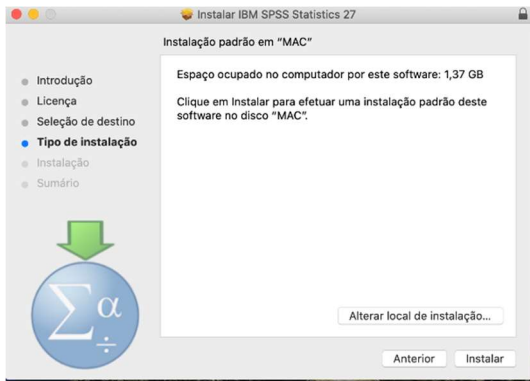 Instalar IBM SPSS Statistics 27
Instalação padrão em “MAC”
Introdução
Licença
Seleção de destino
Tipo de instalação
Instalação
Sumário
Espaço ocupado no computador por este software: 1,37 GB
Clique em Instalar para efetuar uma instalação padrão deste
software no disco “MAC”.
Σα
÷
Alterar local de instalação...
Anterior
Instalar